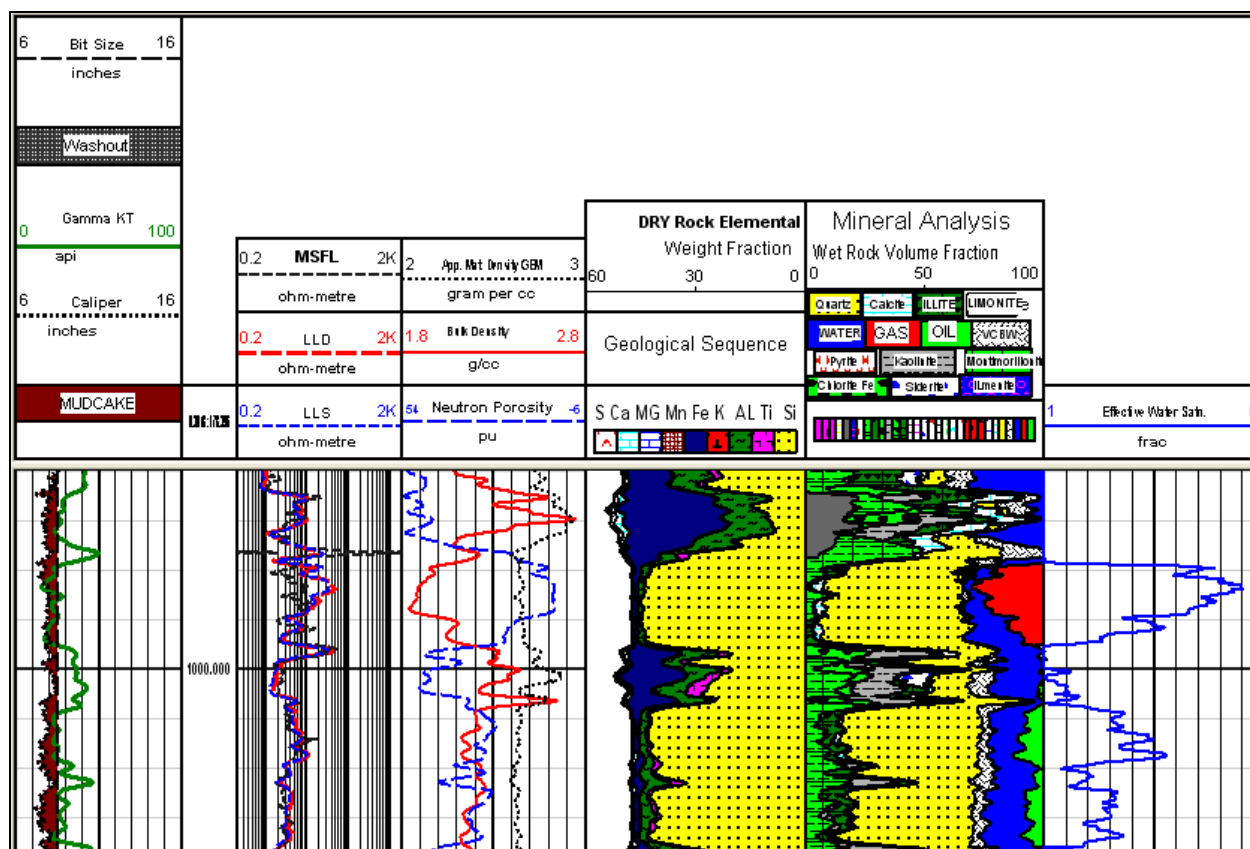 6 Bit Size 16
inches
Washout
Gamma KT
0 100
api
6 Caliper 16
inches
MUDCAKE
0.2 MSFL 2K
ohm-metre
0.2 LLD 2K
ohm-metre
0.2 LLS 2K
ohm-metre
2 App. Mat. Density GEM 3
gram per cc
1.8 Bulk Density 2.8
g/cc
54 Neutron Porosity -6
pu
DRY Rock Elemental
Weight Fraction
60 30 0
Geological Sequence
S Ca MG Mn Fe K AL Ti Si
Mineral Analysis
Wet Rock Volume Fraction
0 50 100
Quartz Calcite ILLITE LIMONITE
WATER GAS OIL VCBW
Pyrite Kaolinite Montmorillonit
Chlorite Fe Siderite Ilmenite
1 Effective Water Satn.
frac
1000.000